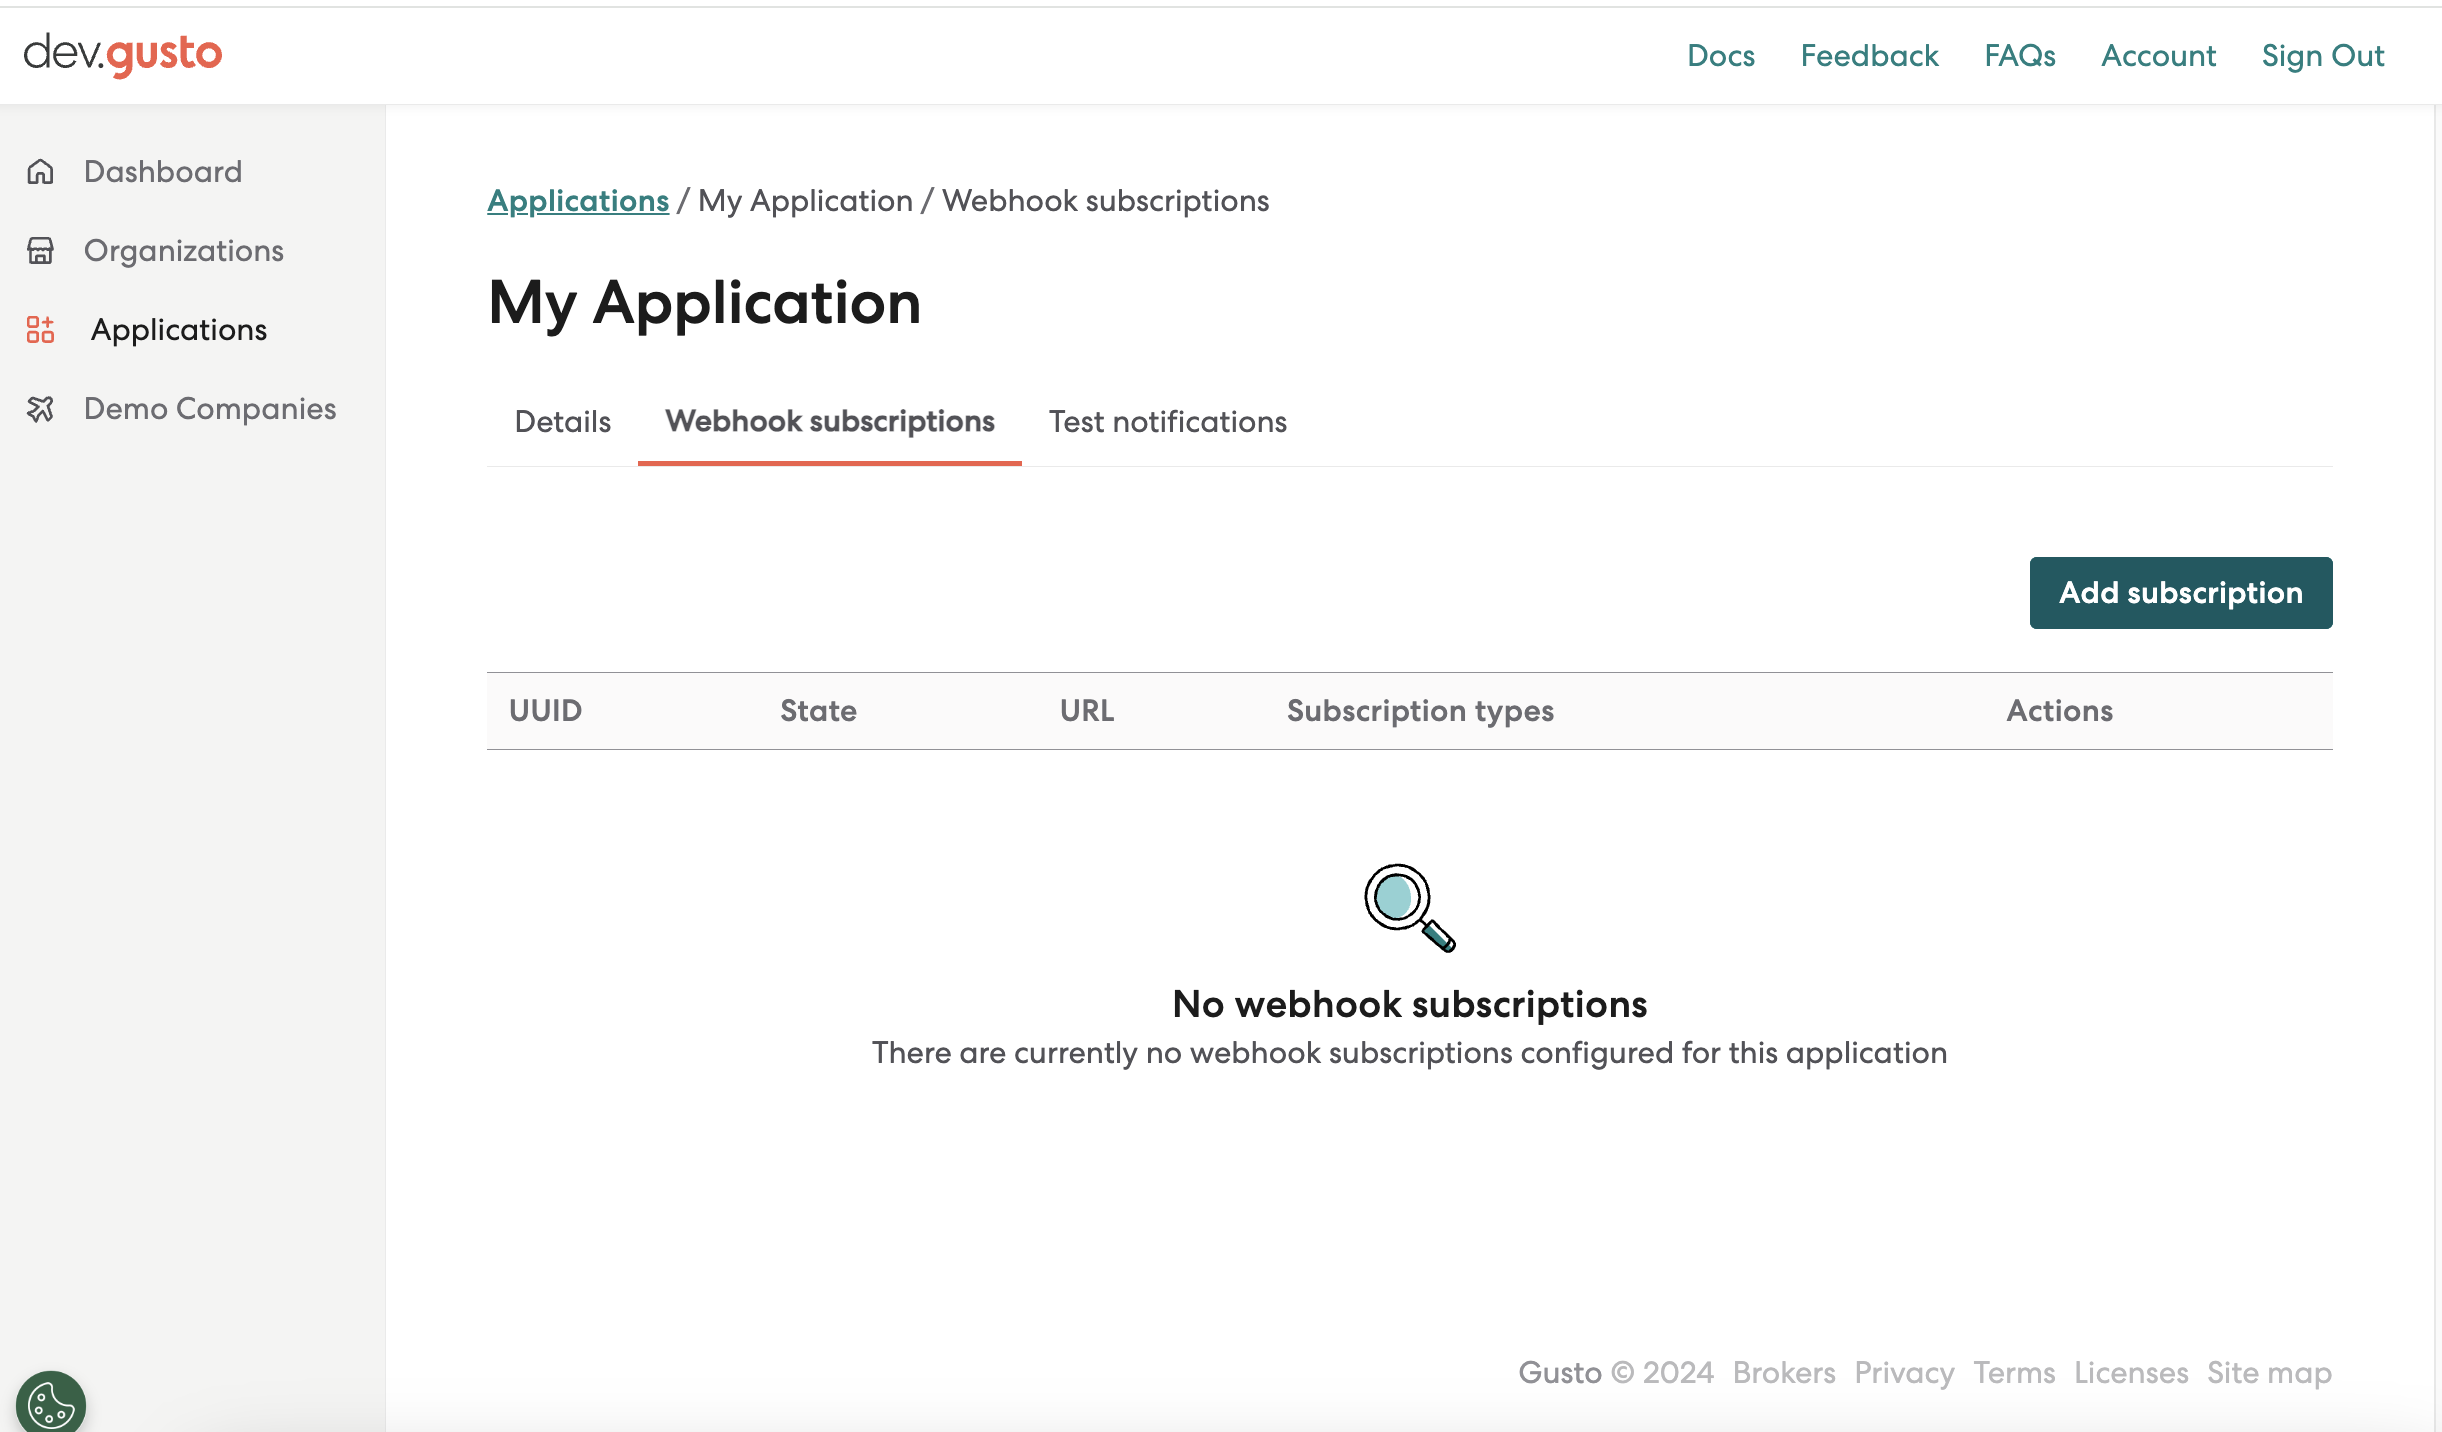 dev.gusto
Docs Feedback FAQs Account Sign Out
Dashboard
Organizations
Applications
Demo Companies
Applications / My Application / Webhook subscriptions
My Application
Details Webhook subscriptions Test notifications
Add subscription
UUID State URL Subscription types Actions
No webhook subscriptions
There are currently no webhook subscriptions configured for this application
Gusto © 2024 Brokers Privacy Terms Licenses Site map